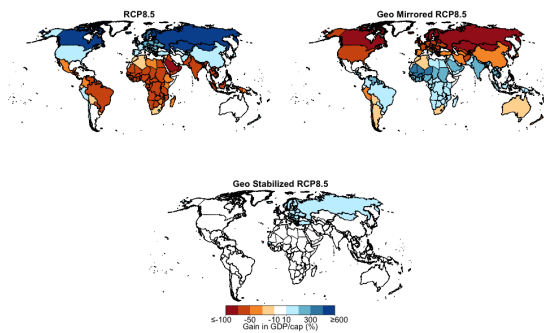 RCP8.5
Geo Mirrored RCP8.5
Geo Stabilized RCP8.5
≤-100 -50 -10 10 100 300 ≥600
Gain in GDP/cap (%)